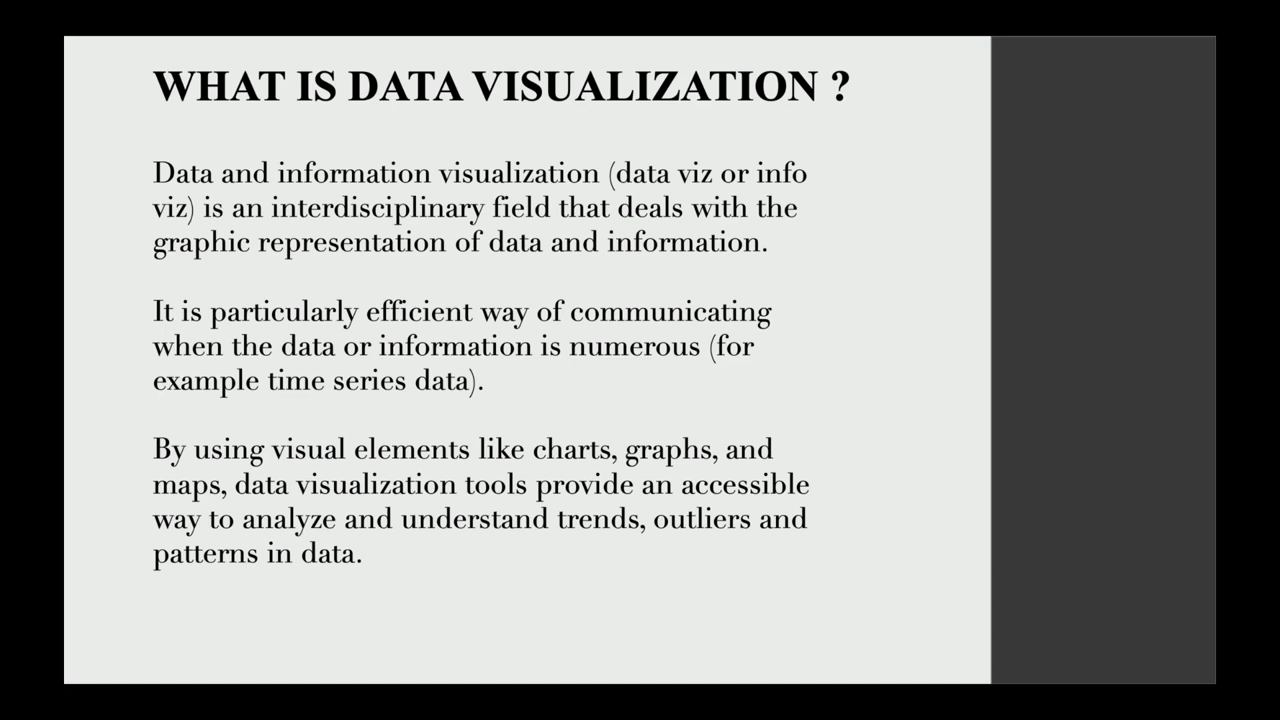 WHAT IS DATA VISUALIZATION ?
Data and information visualization (data viz or info
viz) is an interdisciplinary field that deals with the
graphic representation of data and information.
It is particularly efficient way of communicating
when the data or information is numerous (for
example time series data).
By using visual elements like charts, graphs, and
maps, data visualization tools provide an accessible
way to analyze and understand trends, outliers and
patterns in data.